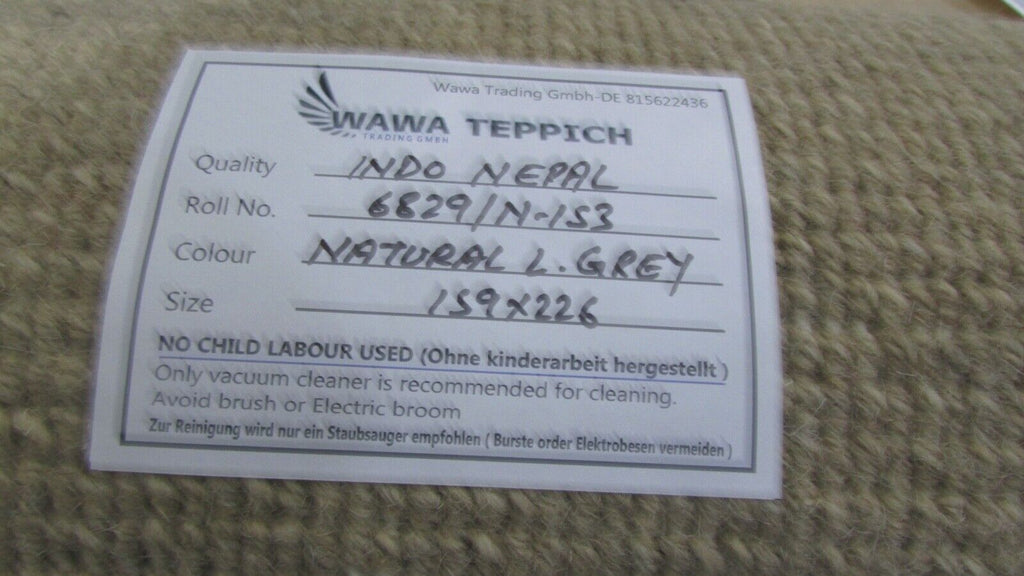 Wawa Trading Gmbh-DE 815622436
WAWA TEPPICH
TRADING GMBH
Quality INDO NEPAL
Roll No. 6829/N-153
Colour NATURAL L. GREY
Size 159x226
NO CHILD LABOUR USED (Ohne kinderarbeit hergestellt )
Only vacuum cleaner is recommended for cleaning.
Avoid brush or Electric broom
Zur Reinigung wird nur ein Staubsauger empfohlen ( Burste order Elektrobesen vermeiden )